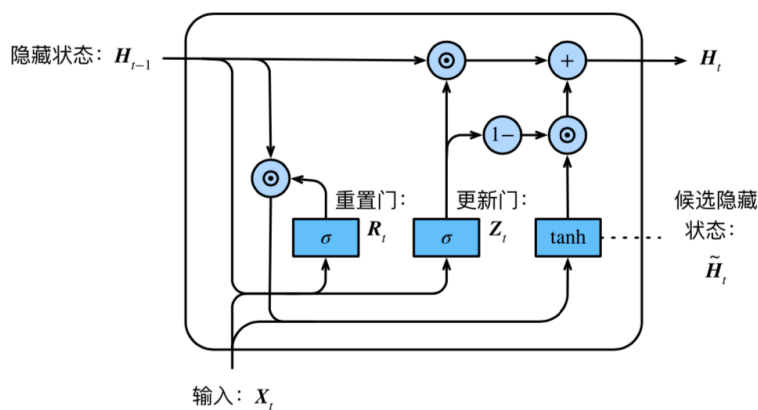 隐藏状态：H_{t−1}
⊙
+
H_t
1−
⊙
⊙
重置门：
R_t
更新门：
Z_t
候选隐藏
状态：
H̃_t
σ
σ
tanh
输入：X_t